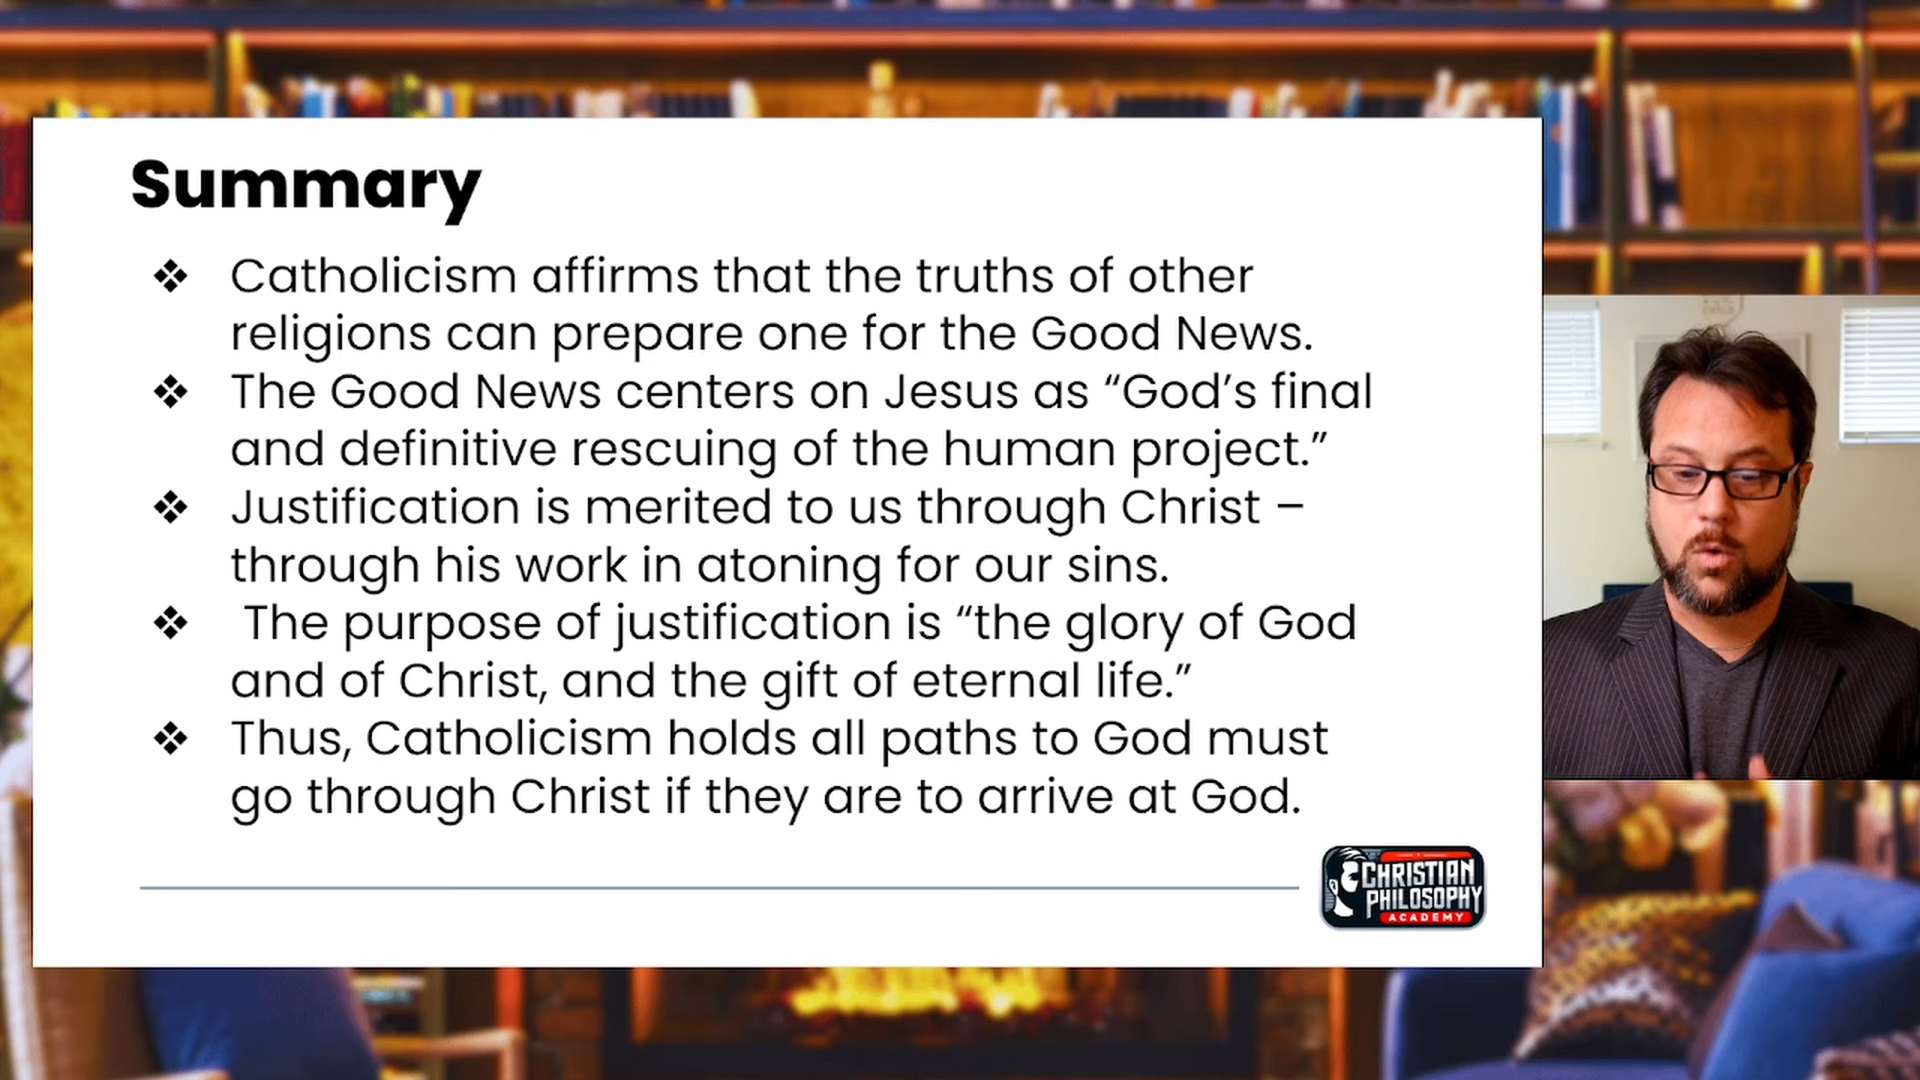 Summary
❖ Catholicism affirms that the truths of other
religions can prepare one for the Good News.
❖ The Good News centers on Jesus as “God’s final
and definitive rescuing of the human project.”
❖ Justification is merited to us through Christ –
through his work in atoning for our sins.
❖ The purpose of justification is “the glory of God
and of Christ, and the gift of eternal life.”
❖ Thus, Catholicism holds all paths to God must
go through Christ if they are to arrive at God.
CHRISTIAN
PHILOSOPHY
ACADEMY